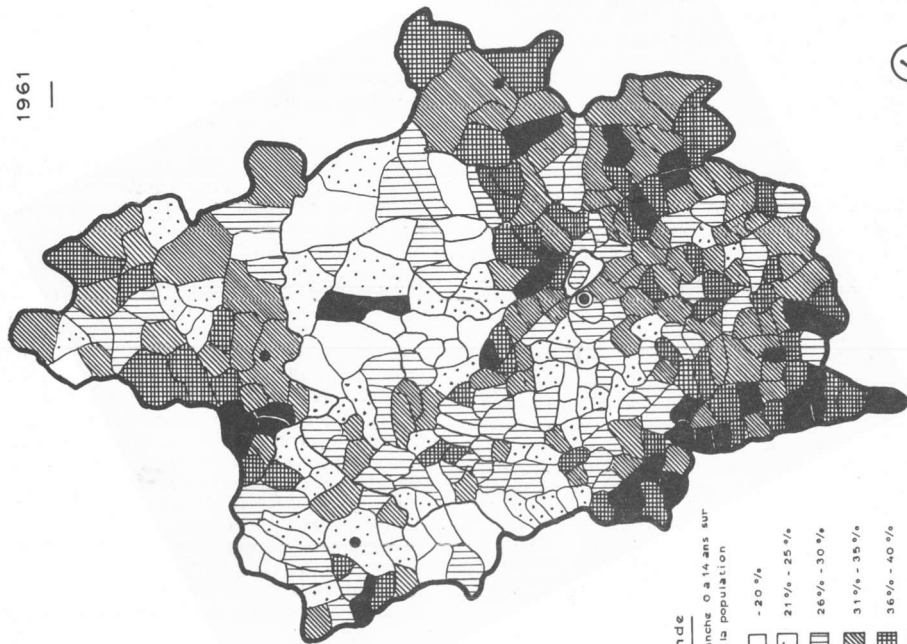 1961
nde
nche 0 a 14 ans sur
la population
- 20 %
21 % - 25 %
26 % - 30 %
31 % - 35 %
36 % - 40 %